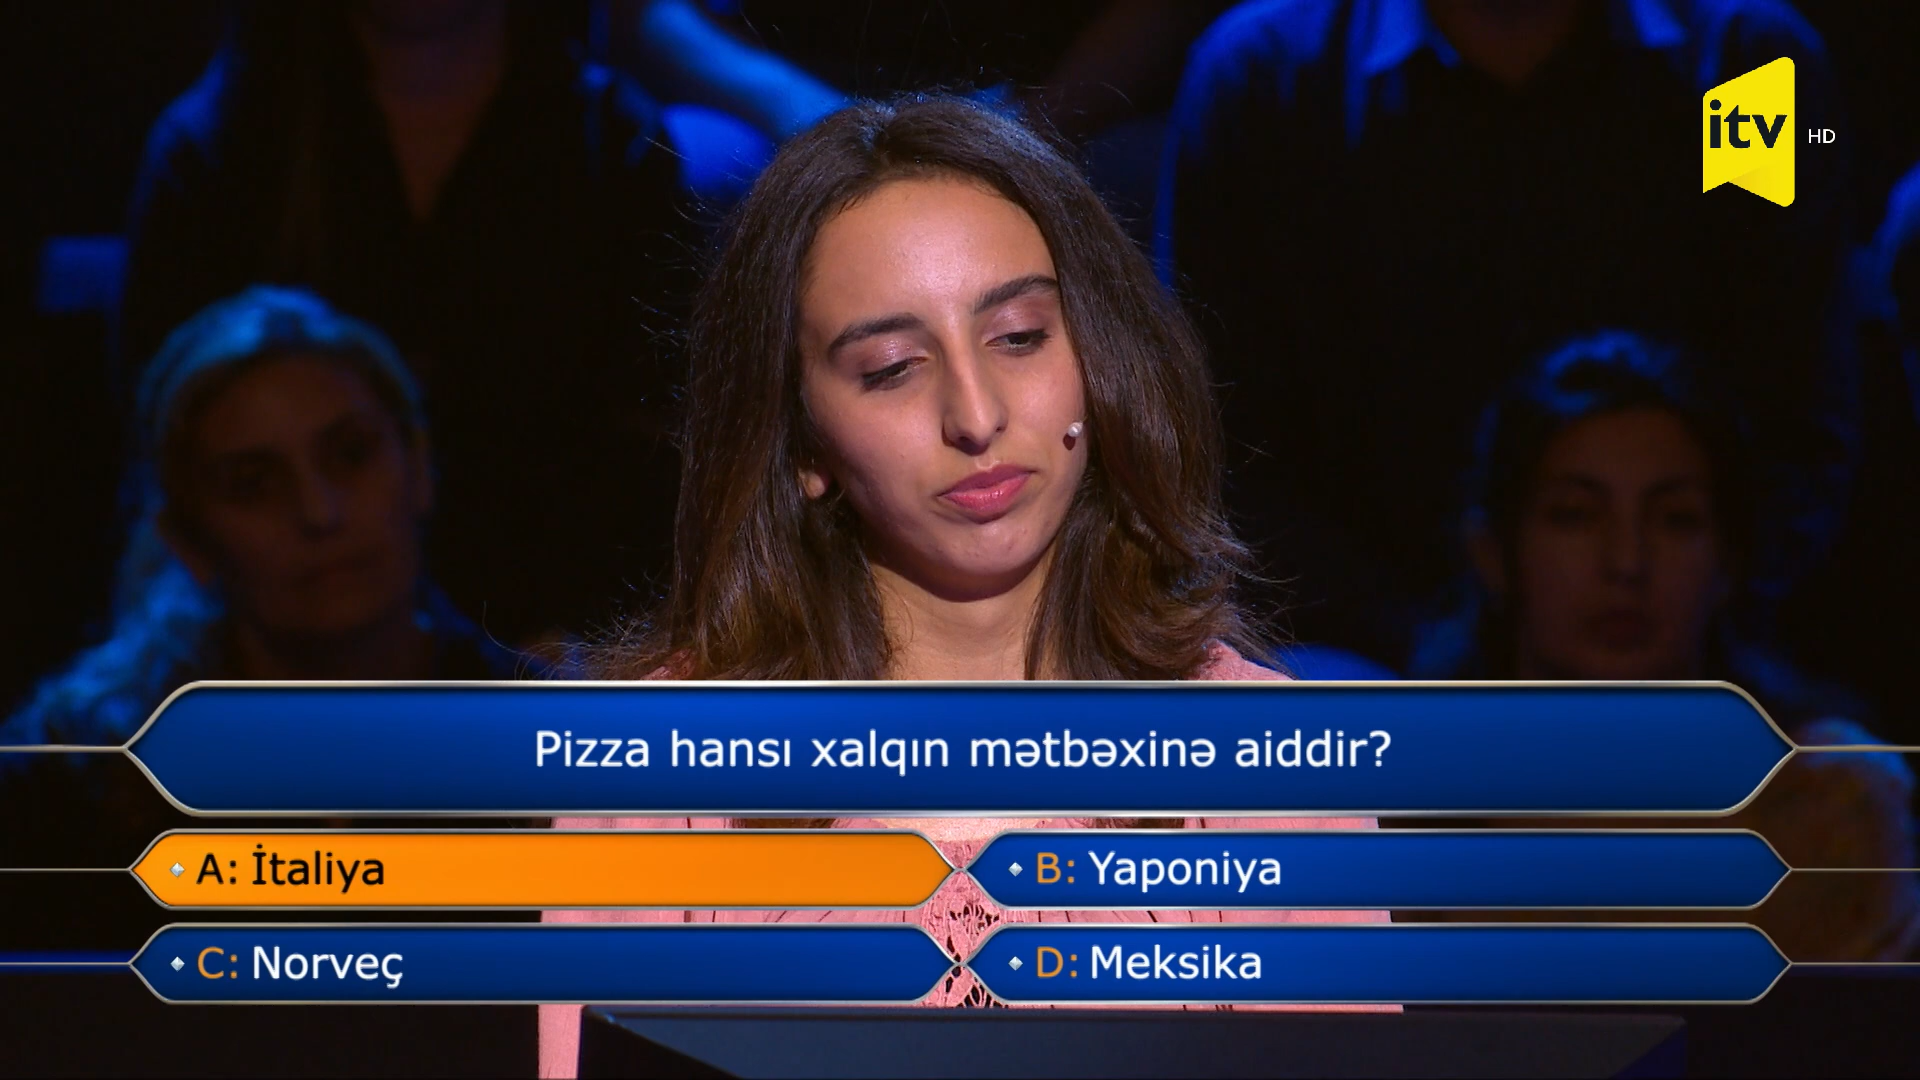 itv HD
Pizza hansı xalqın mətbəxinə aiddir?
A: İtaliya
B: Yaponiya
C: Norveç
D: Meksika